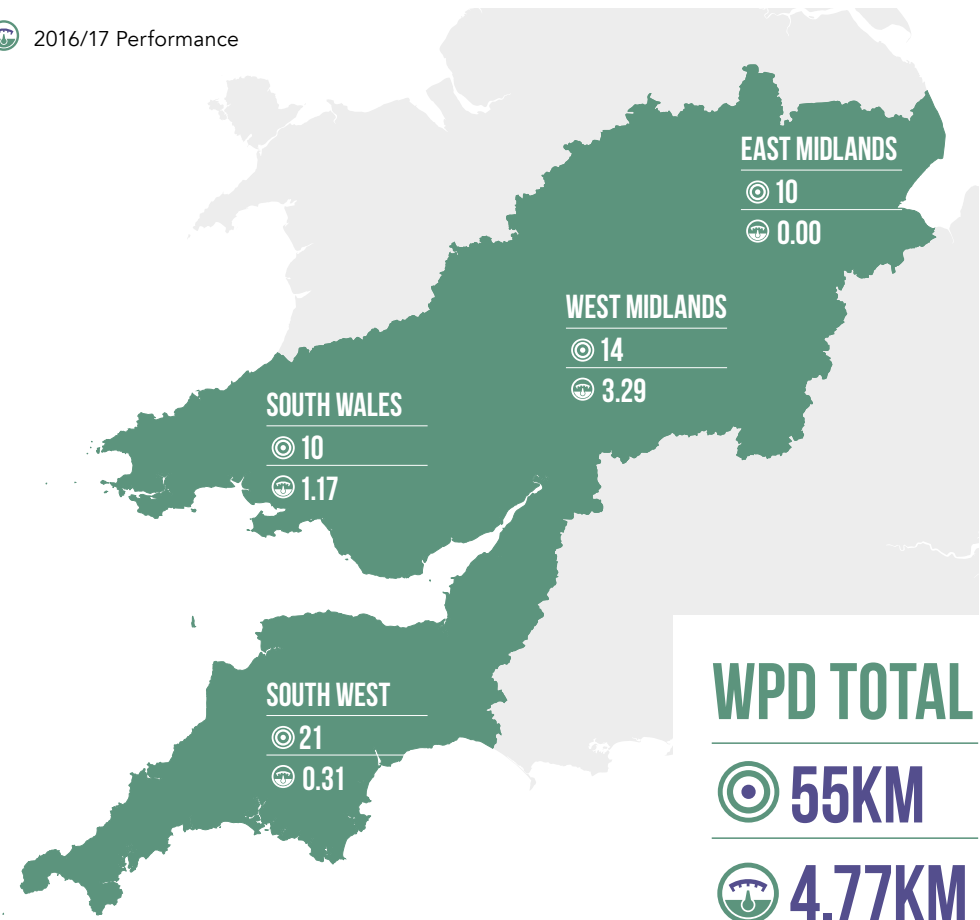 2016/17 Performance
EAST MIDLANDS
10
0.00
WEST MIDLANDS
14
3.29
SOUTH WALES
10
1.17
SOUTH WEST
21
0.31
WPD TOTAL
55KM
4.77KM